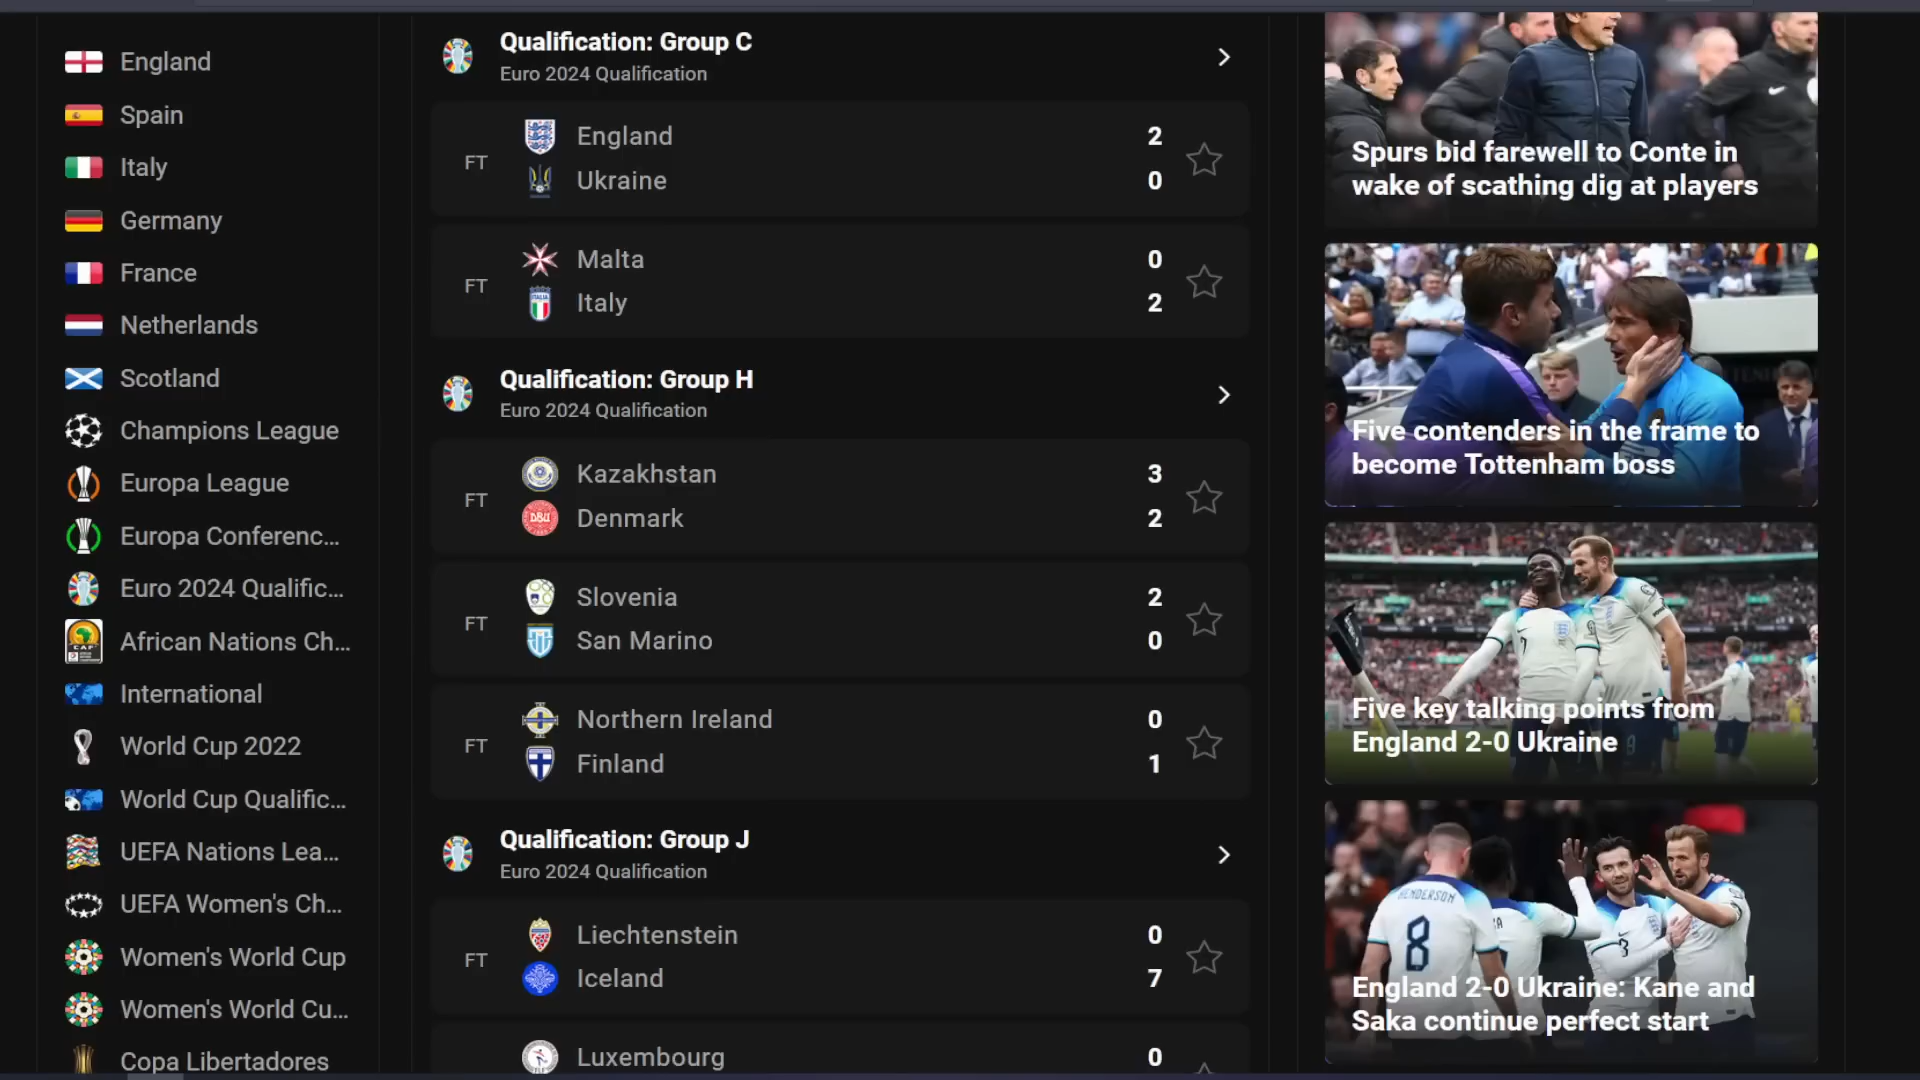 England
Spain
Italy
Germany
France
Netherlands
Scotland
Champions League
Europa League
Europa Conferenc...
Euro 2024 Qualific...
African Nations Ch...
International
World Cup 2022
World Cup Qualific...
UEFA Nations Lea...
UEFA Women's Ch...
Women's World Cup
Women's World Cu...
Copa Libertadores
Qualification: Group C
Euro 2024 Qualification
FT
England 2
Ukraine 0
FT
Malta 0
Italy 2
Qualification: Group H
Euro 2024 Qualification
FT
Kazakhstan 3
Denmark 2
FT
Slovenia 2
San Marino 0
FT
Northern Ireland 0
Finland 1
Qualification: Group J
Euro 2024 Qualification
FT
Liechtenstein 0
Iceland 7
Luxembourg 0
Spurs bid farewell to Conte in
wake of scathing dig at players
Five contenders in the frame to
become Tottenham boss
7
Five key talking points from
England 2-0 Ukraine
HENDERSON
8
3
England 2-0 Ukraine: Kane and
Saka continue perfect start